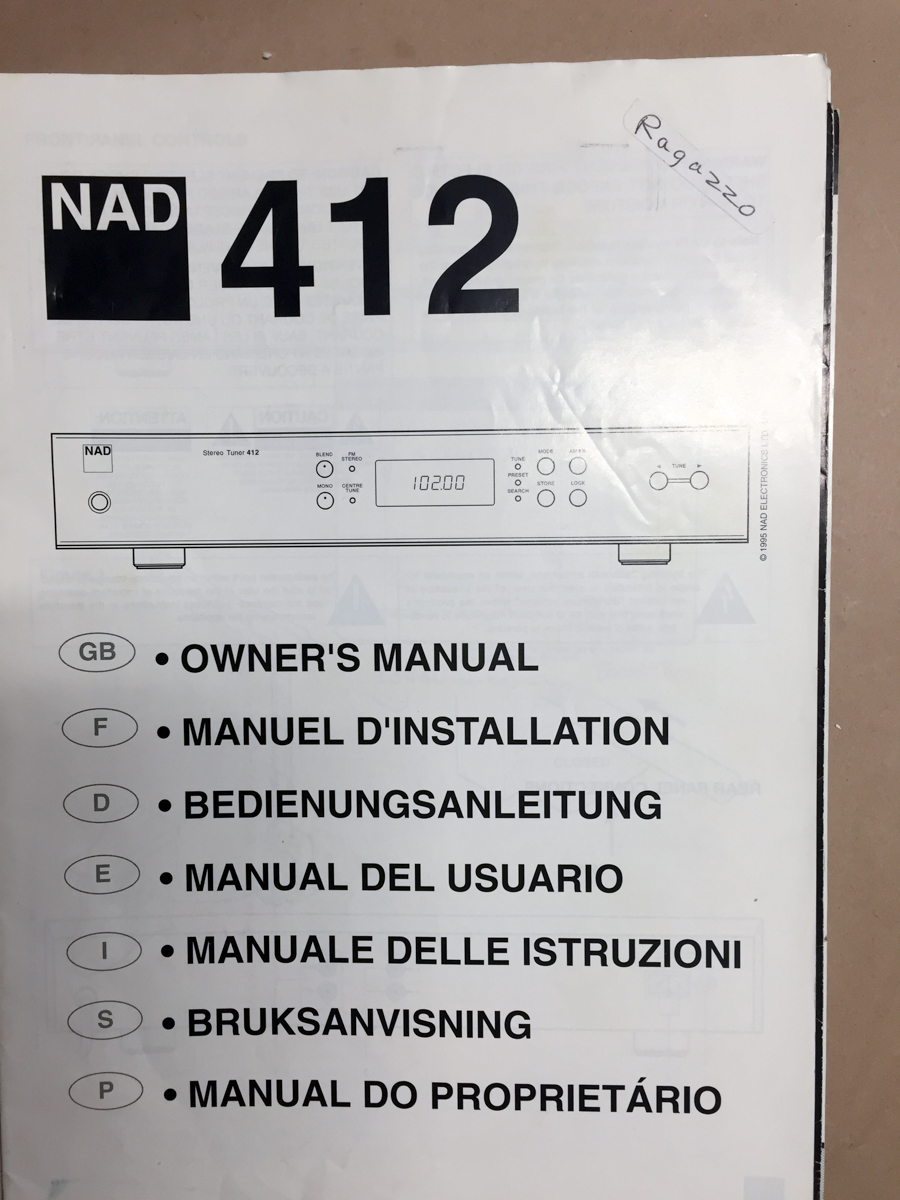 Ragazzo
NAD 412
NAD
Stereo Tuner 412
BLEND
FM
STEREO
MONO
CENTRE
TUNE
102.00
TUNE
PRESET
SEARCH
MODE
STORE
LOCK
◄ TUNE ►
© 1995 NAD ELECTRONICS LTD
GB • OWNER'S MANUAL
F • MANUEL D'INSTALLATION
D • BEDIENUNGSANLEITUNG
E • MANUAL DEL USUARIO
I • MANUALE DELLE ISTRUZIONI
S • BRUKSANVISNING
P • MANUAL DO PROPRIETÁRIO